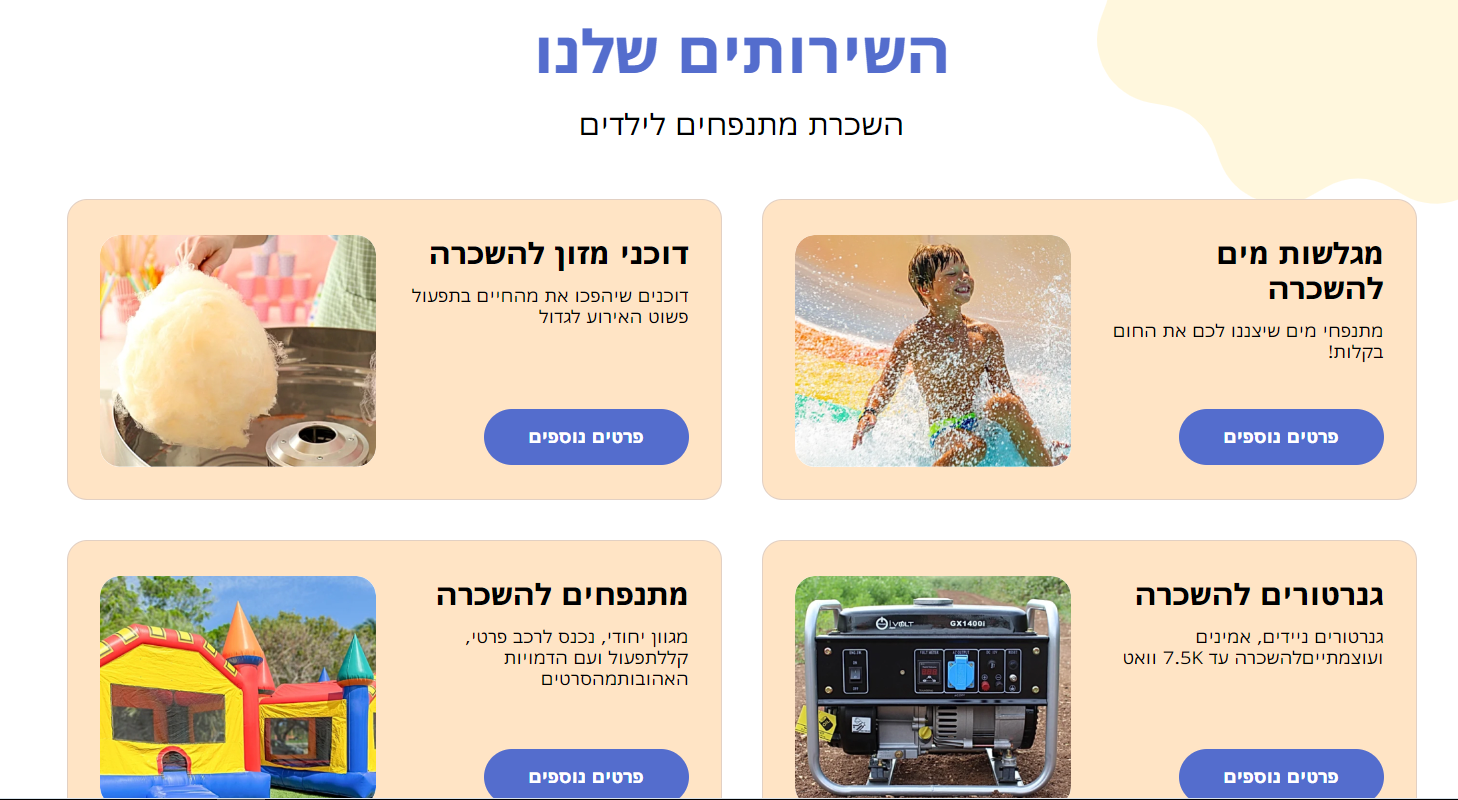 השירותים שלנו
השכרת מתנפחים לילדים
מגלשות מים
להשכרה
מתנפחי מים שיצננו לכם את החום
בקלות!
פרטים נוספים
דוכני מזון להשכרה
דוכנים שיהפכו את מהחיים בתפעול
פשוט האירוע לגדול
פרטים נוספים
גנרטורים להשכרה
גנרטורים ניידים, אמינים
ועוצמתייםלהשכרה עד 7.5K וואט
פרטים נוספים
VOLT GX1400i
מתנפחים להשכרה
מגוון יחודי, נכנס לרכב פרטי,
קללתפעול ועם הדמויות
האהובותמהסרטים
פרטים נוספים